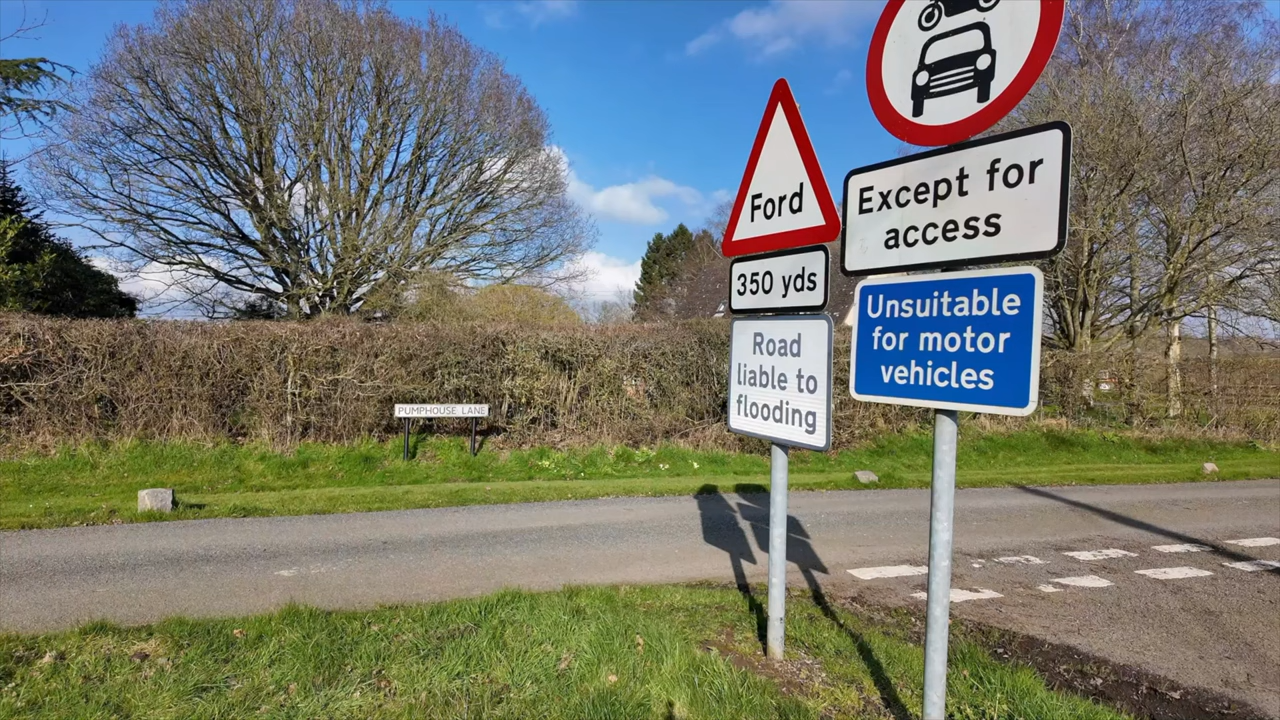 Ford
350 yds
Road
liable to
flooding
Except for
access
Unsuitable
for motor
vehicles
PUMPHOUSE LANE